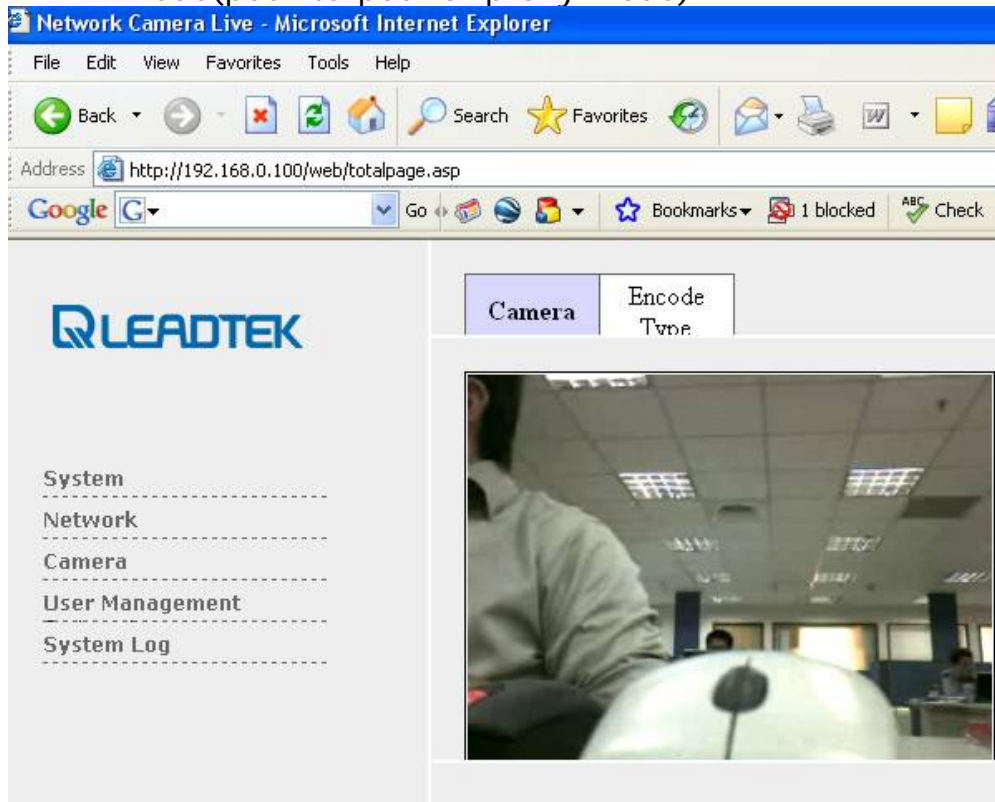 Network Camera Live - Microsoft Internet Explorer
File Edit View Favorites Tools Help
Back Search Favorites
Address http://192.168.0.100/web/totalpage.asp
Google G Go Bookmarks 1 blocked ABC Check
LEADTEK
Camera
Encode
Type
System
Network
Camera
User Management
System Log